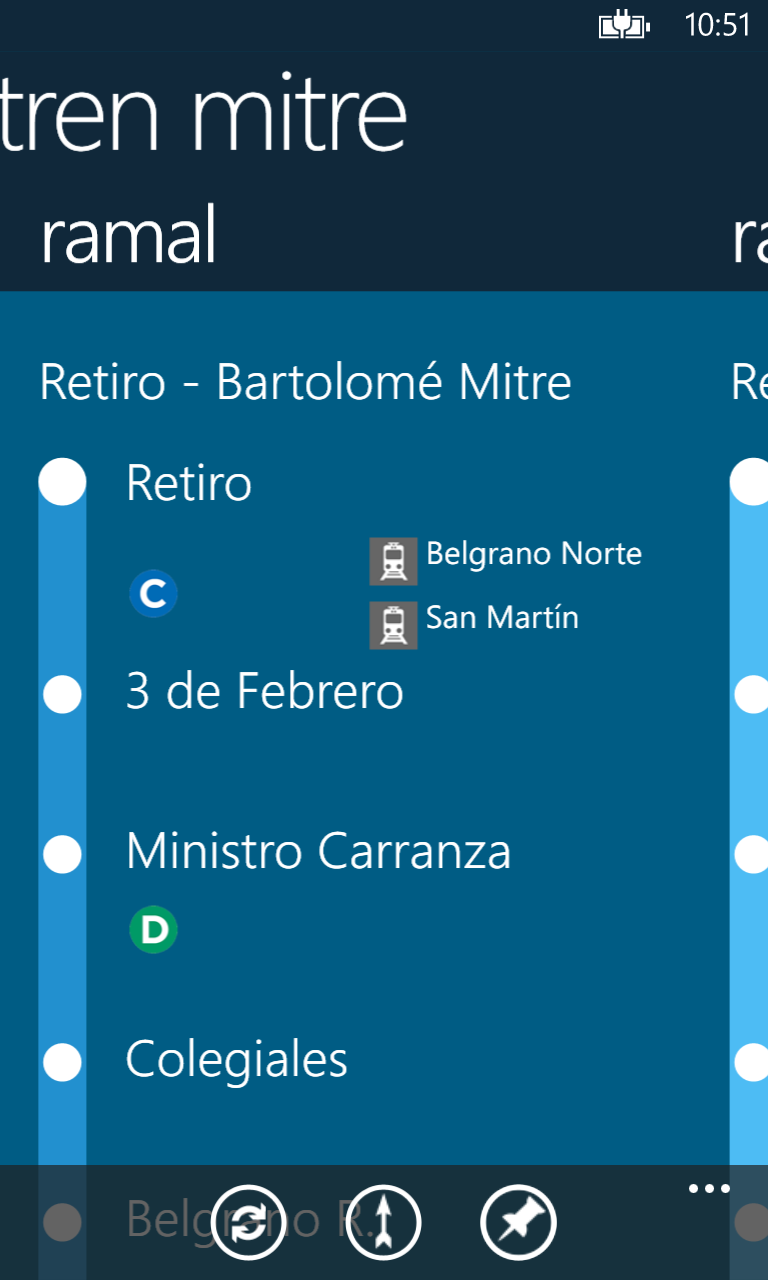 10:51
tren mitre
ramal
ra
Retiro - Bartolomé Mitre
Re
Retiro
Belgrano Norte
C
San Martín
3 de Febrero
Ministro Carranza
D
Colegiales
Belgrano R.